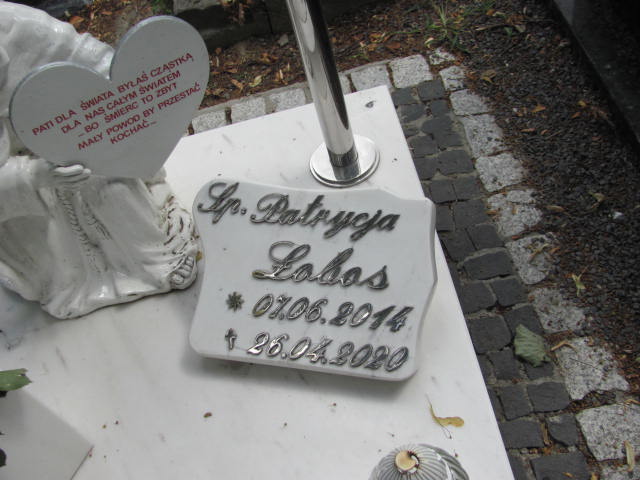 PATI DLA ŚWIATA BYŁAŚ CZĄSTKĄ
DLA NAS CAŁYM ŚWIATEM
- BO ŚMIERĆ TO ZBYT
MAŁY POWÓD BY PRZESTAĆ
KOCHAĆ...
Śp. Patrycja
Łobos
* 07.06.2014
✝ 26.04.2020